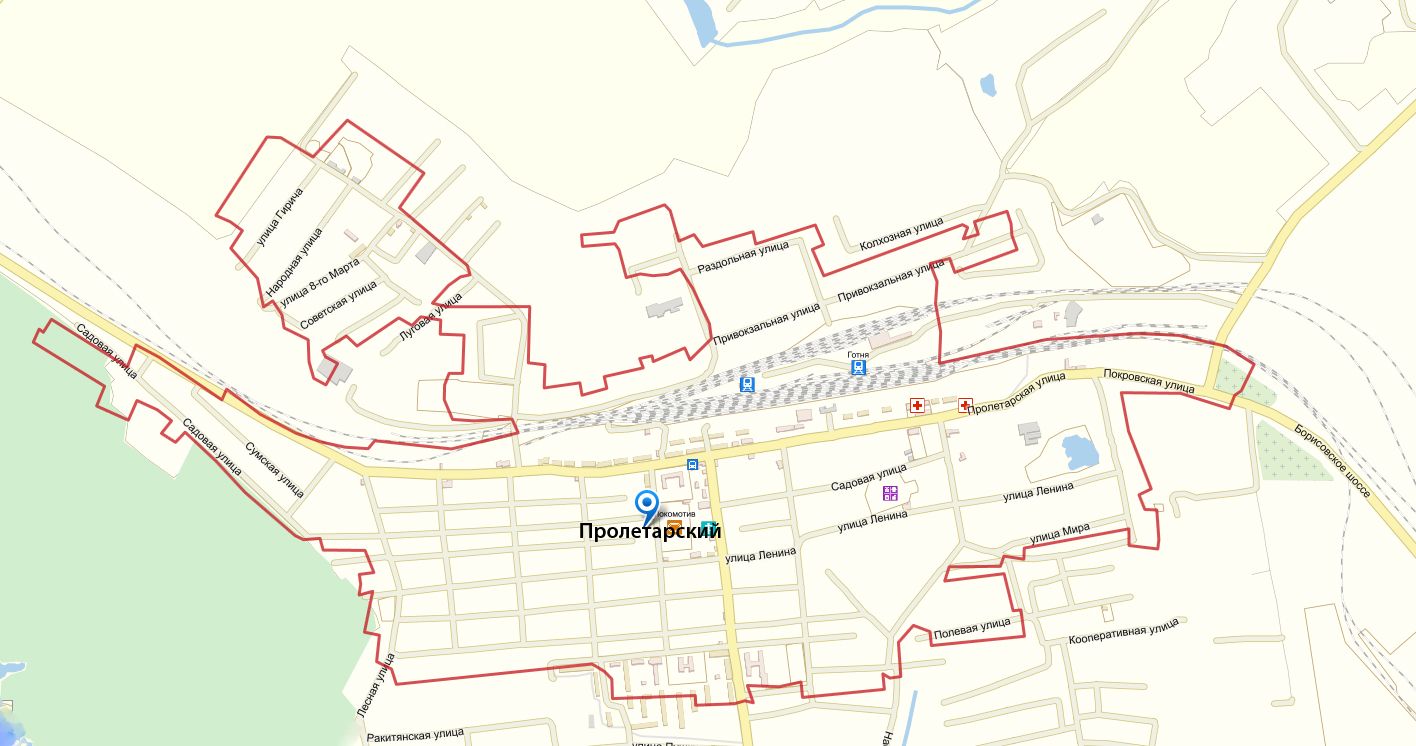 улица Гирича
Народная улица
улица 8-го Марта
Советская улица
Луговая улица
Раздольная улица
Колхозная улица
Привокзальная улица
Привокзальная улица
Готня
Садовая улица
Садовая улица
Сумская улица
Пролетарская улица
Покровская улица
Борисовское шоссе
Садовая улица
улица Ленина
улица Ленина
улица Ленина
улица Мира
Пролетарский
Полевая улица
Кооперативная улица
Лесная улица
Ракитянская улица
улица